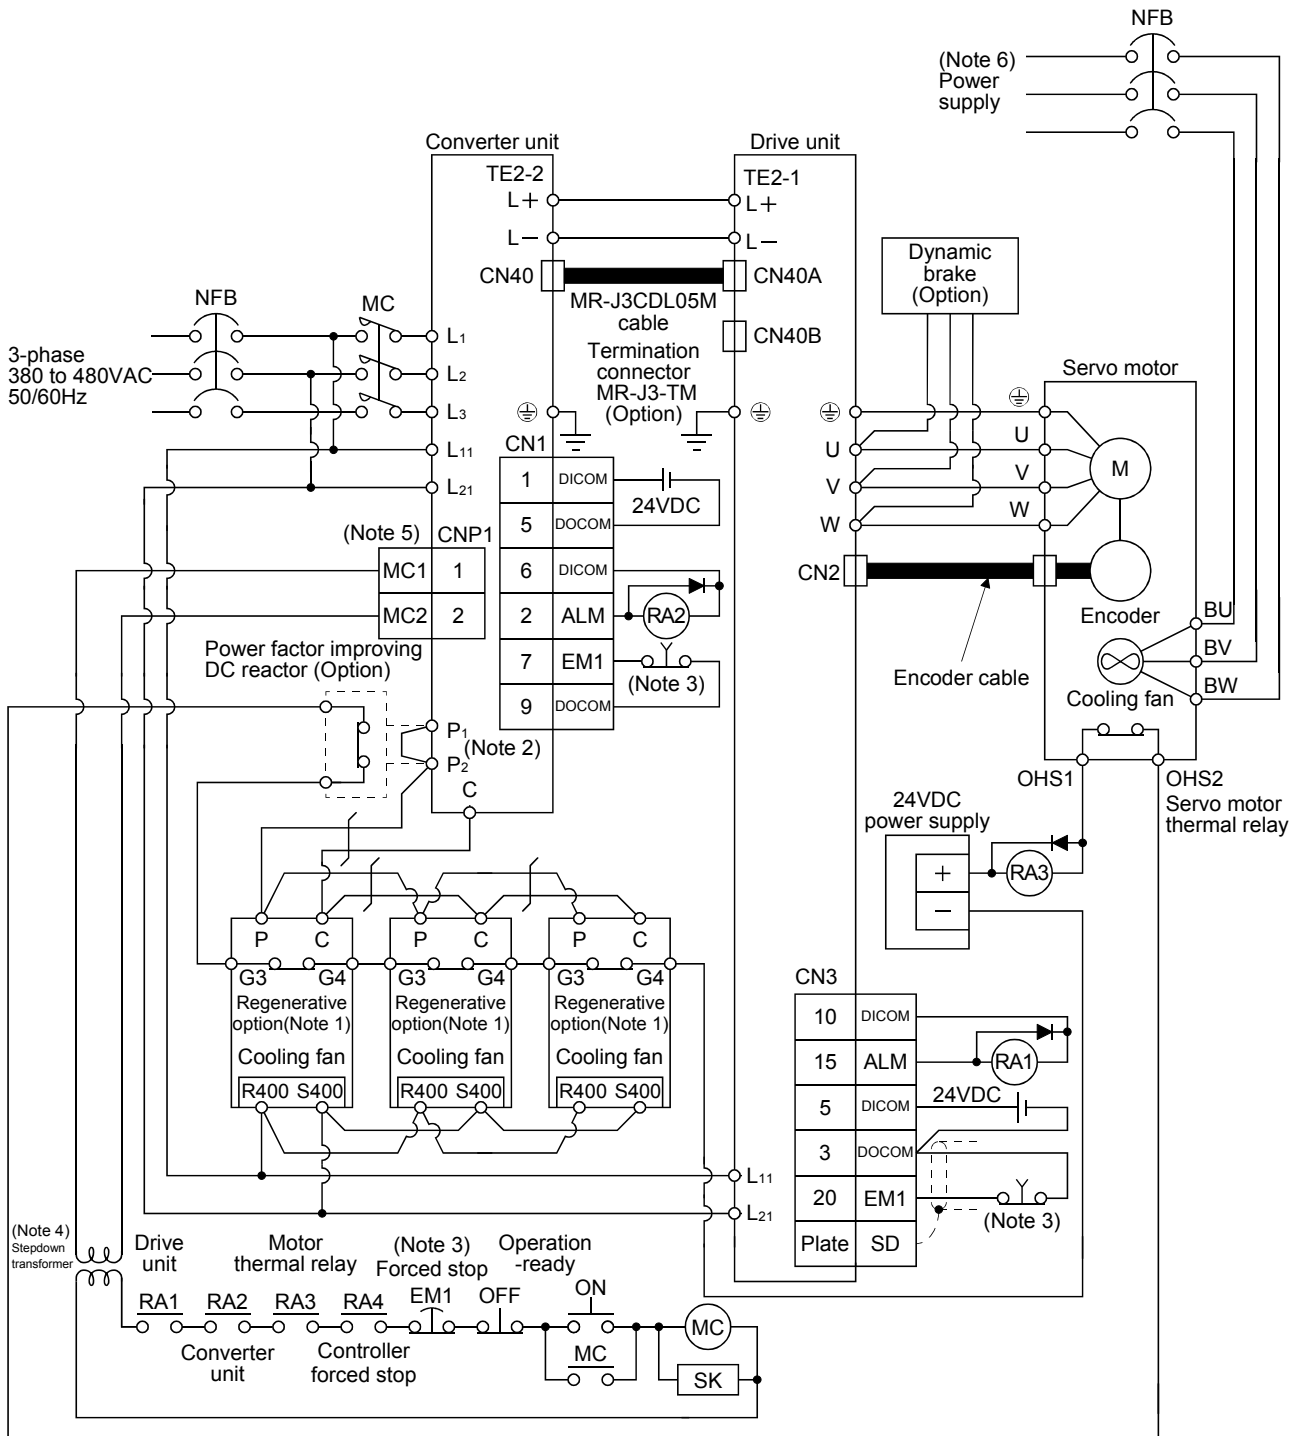 NFB
(Note 6)
Power
supply
Converter unit
Drive unit
TE2-2
TE2-1
L+
L+
L−
L−
CN40
CN40A
MR-J3CDL05M
cable
CN40B
Termination
connector
MR-J3-TM
(Option)
Dynamic
brake
(Option)
NFB
MC
3-phase
380 to 480VAC
50/60Hz
L1
L2
L3
L11
L21
Servo motor
U
V
W
U
V
W
M
CN2
Encoder
Encoder cable
Cooling fan
BU
BV
BW
OHS1
OHS2
Servo motor
thermal relay
CN1
1 DICOM
24VDC
5 DOCOM
6 DICOM
2 ALM
RA2
7 EM1
(Note 3)
9 DOCOM
(Note 5)
CNP1
MC1 1
MC2 2
Power factor improving
DC reactor (Option)
P1
(Note 2)
P2
C
24VDC
power supply
+
−
RA3
P C P C P C
G3 G4 G3 G4 G3 G4
Regenerative
option(Note 1)
Regenerative
option(Note 1)
Regenerative
option(Note 1)
Cooling fan
Cooling fan
Cooling fan
R400 S400
R400 S400
R400 S400
CN3
10 DICOM
15 ALM
RA1
5 DICOM
24VDC
3 DOCOM
20 EM1
(Note 3)
Plate SD
L11
L21
(Note 4)
Stepdown
transformer
Drive
unit
Motor
thermal relay
(Note 3)
Forced stop
Operation
-ready
RA1
RA2
RA3
RA4
EM1
OFF
ON
MC
MC
SK
Converter
unit
Controller
forced stop